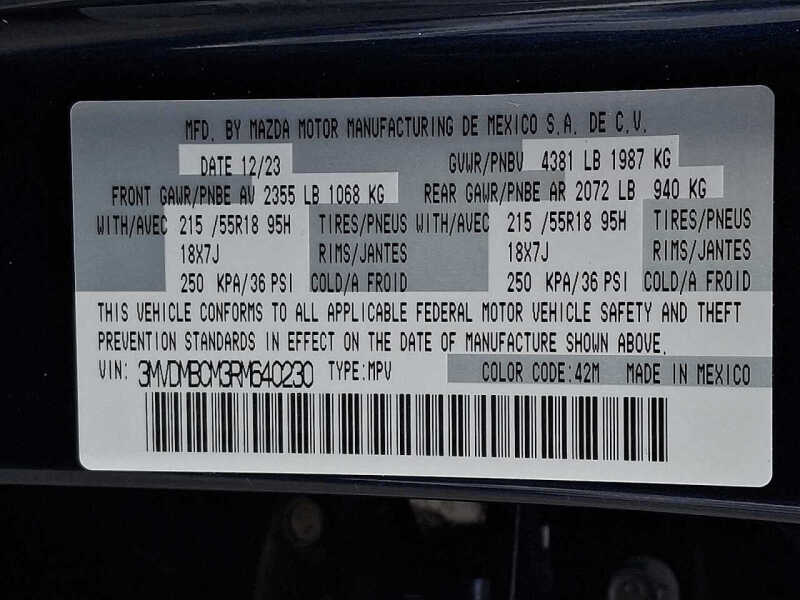 MFD. BY MAZDA MOTOR MANUFACTURING DE MEXICO S.A. DE C.V.
DATE 12/23 GVWR/PNBV 4381 LB 1987 KG
FRONT GAWR/PNBE AV 2355 LB 1068 KG REAR GAWR/PNBE AR 2072 LB 940 KG
WITH/AVEC 215 /55R18 95H TIRES/PNEUS WITH/AVEC 215 /55R18 95H TIRES/PNEUS
18X7J RIMS/JANTES 18X7J RIMS/JANTES
250 KPA/36 PSI COLD/A FROID 250 KPA/36 PSI COLD/A FROID
THIS VEHICLE CONFORMS TO ALL APPLICABLE FEDERAL MOTOR VEHICLE SAFETY AND THEFT
PREVENTION STANDARDS IN EFFECT ON THE DATE OF MANUFACTURE SHOWN ABOVE.
VIN: 3MVDMBCM3RM640230 TYPE:MPV COLOR CODE:42M MADE IN MEXICO